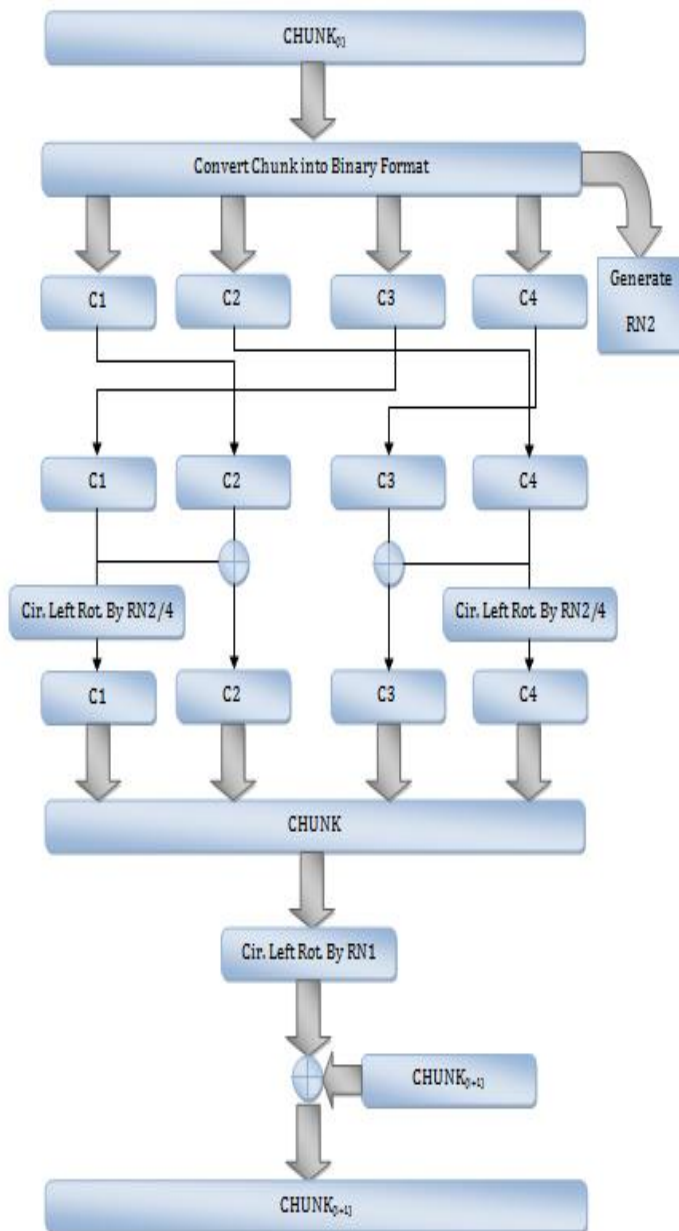 CHUNK[i]
Convert Chunk into Binary Format
C1 C2 C3 C4
Generate
RN2
C1 C2 C3 C4
Cir. Left Rot. By RN2/4 Cir. Left Rot. By RN2/4
C1 C2 C3 C4
CHUNK
Cir. Left Rot. By RN1
CHUNK[i+1]
CHUNK[i+1]